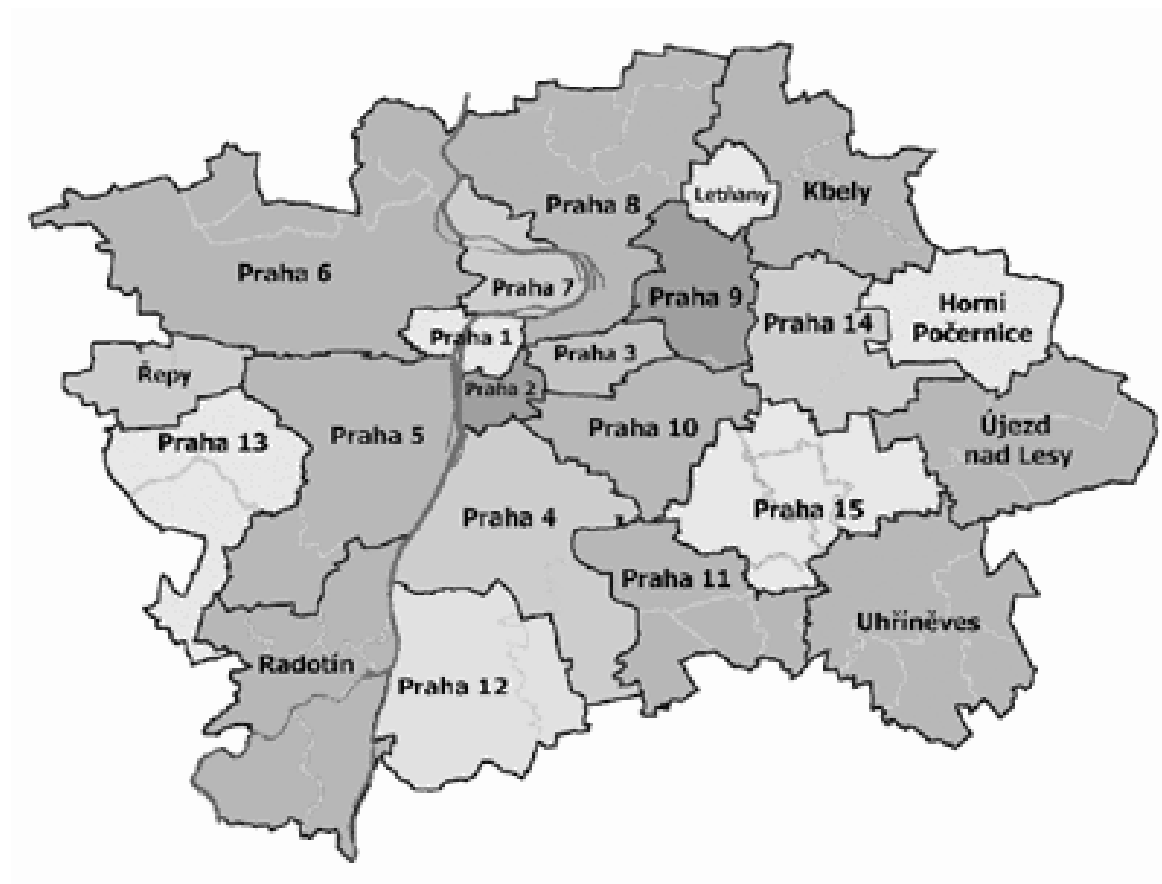 Praha 8
Letňany
Kbely
Praha 6
Praha 7
Praha 9
Horní
Počernice
Praha 14
Praha 1
Praha 3
Řepy
Praha 2
Praha 13
Praha 5
Praha 10
Újezd
nad Lesy
Praha 4
Praha 15
Praha 11
Uhříněves
Radotín
Praha 12